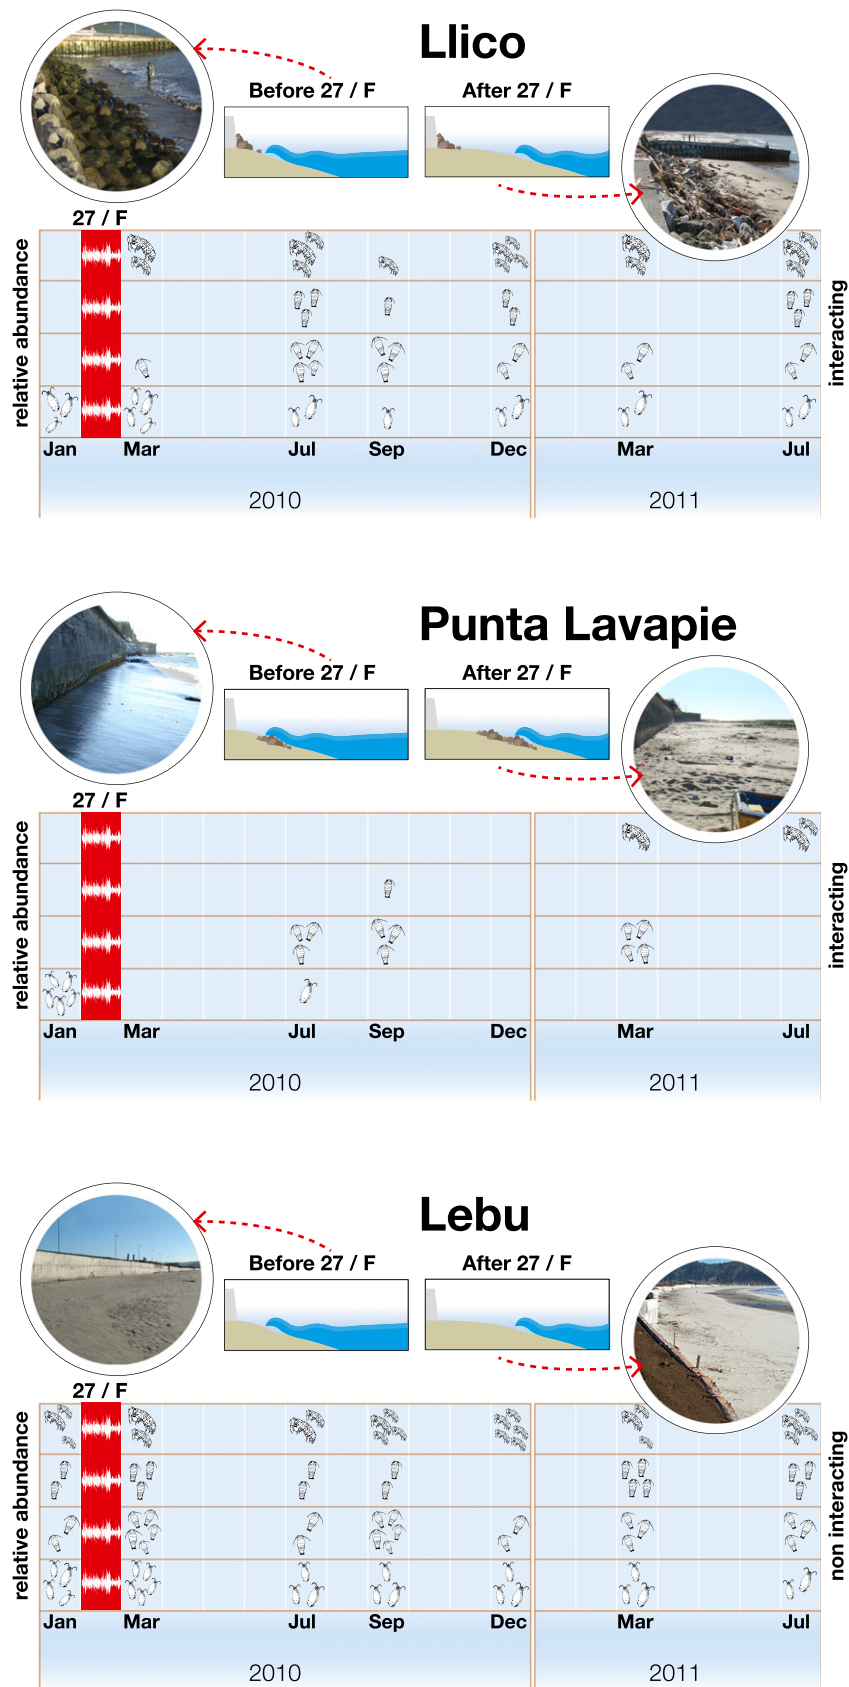 Llico
Before 27 / F
After 27 / F
27 / F
relative abundance
interacting
Jan Mar Jul Sep Dec Mar Jul
2010 2011
Punta Lavapie
Before 27 / F
After 27 / F
27 / F
relative abundance
interacting
Jan Mar Jul Sep Dec Mar Jul
2010 2011
Lebu
Before 27 / F
After 27 / F
27 / F
relative abundance
non interacting
Jan Mar Jul Sep Dec Mar Jul
2010 2011